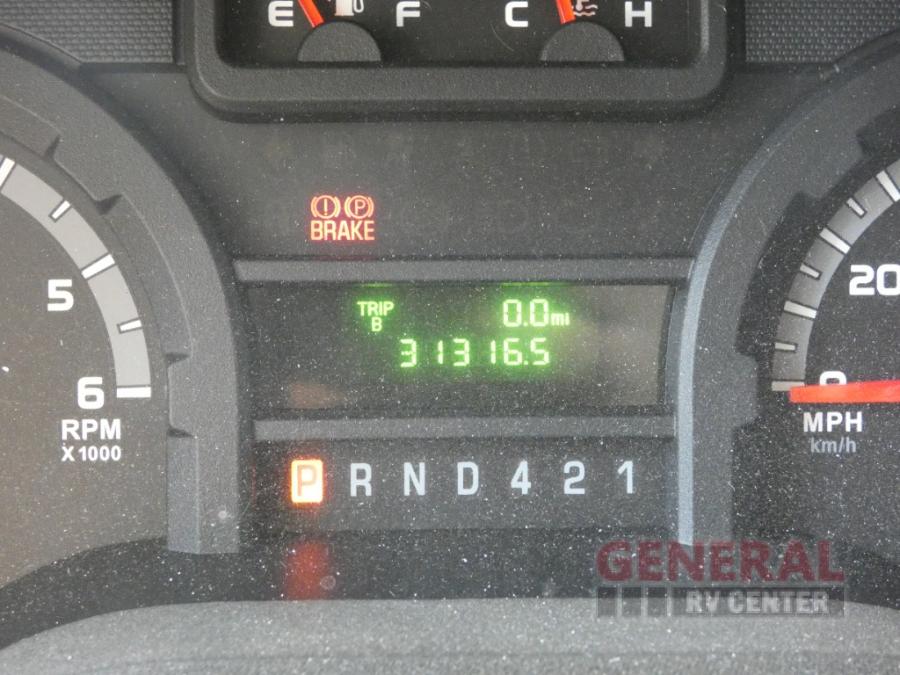 E F C H
BRAKE
TRIP 0.0mi
B
31316.5
5
6
RPM
X 1000
20
0
MPH
km/h
P R N D 4 2 1
GENERAL
RV CENTER